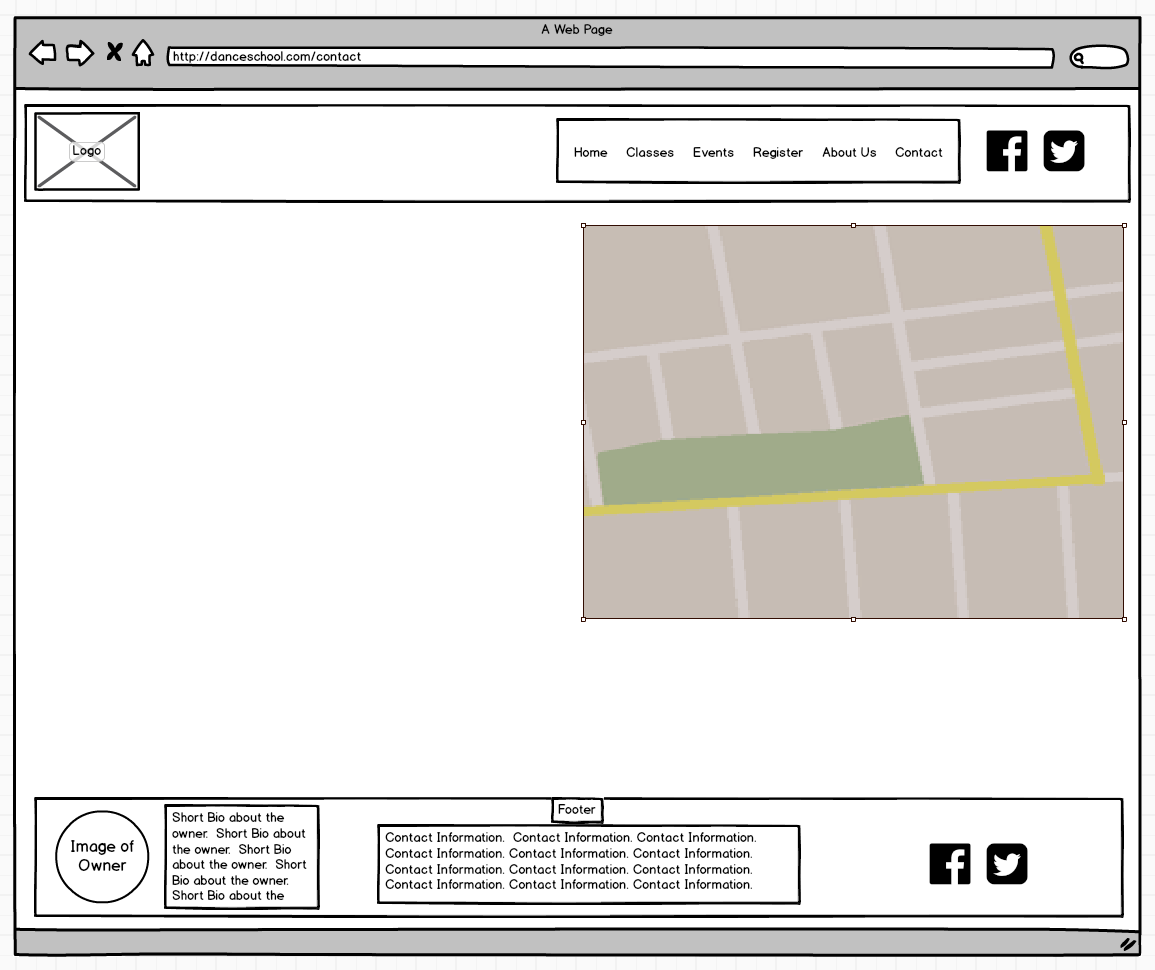 A Web Page
http://danceschool.com/contact
Logo
Home Classes Events Register About Us Contact
Footer
Image of
Owner
Short Bio about the
owner. Short Bio about
the owner. Short Bio
about the owner. Short
Bio about the owner.
Short Bio about the
Contact Information. Contact Information. Contact Information.
Contact Information. Contact Information. Contact Information.
Contact Information. Contact Information. Contact Information.
Contact Information. Contact Information. Contact Information.